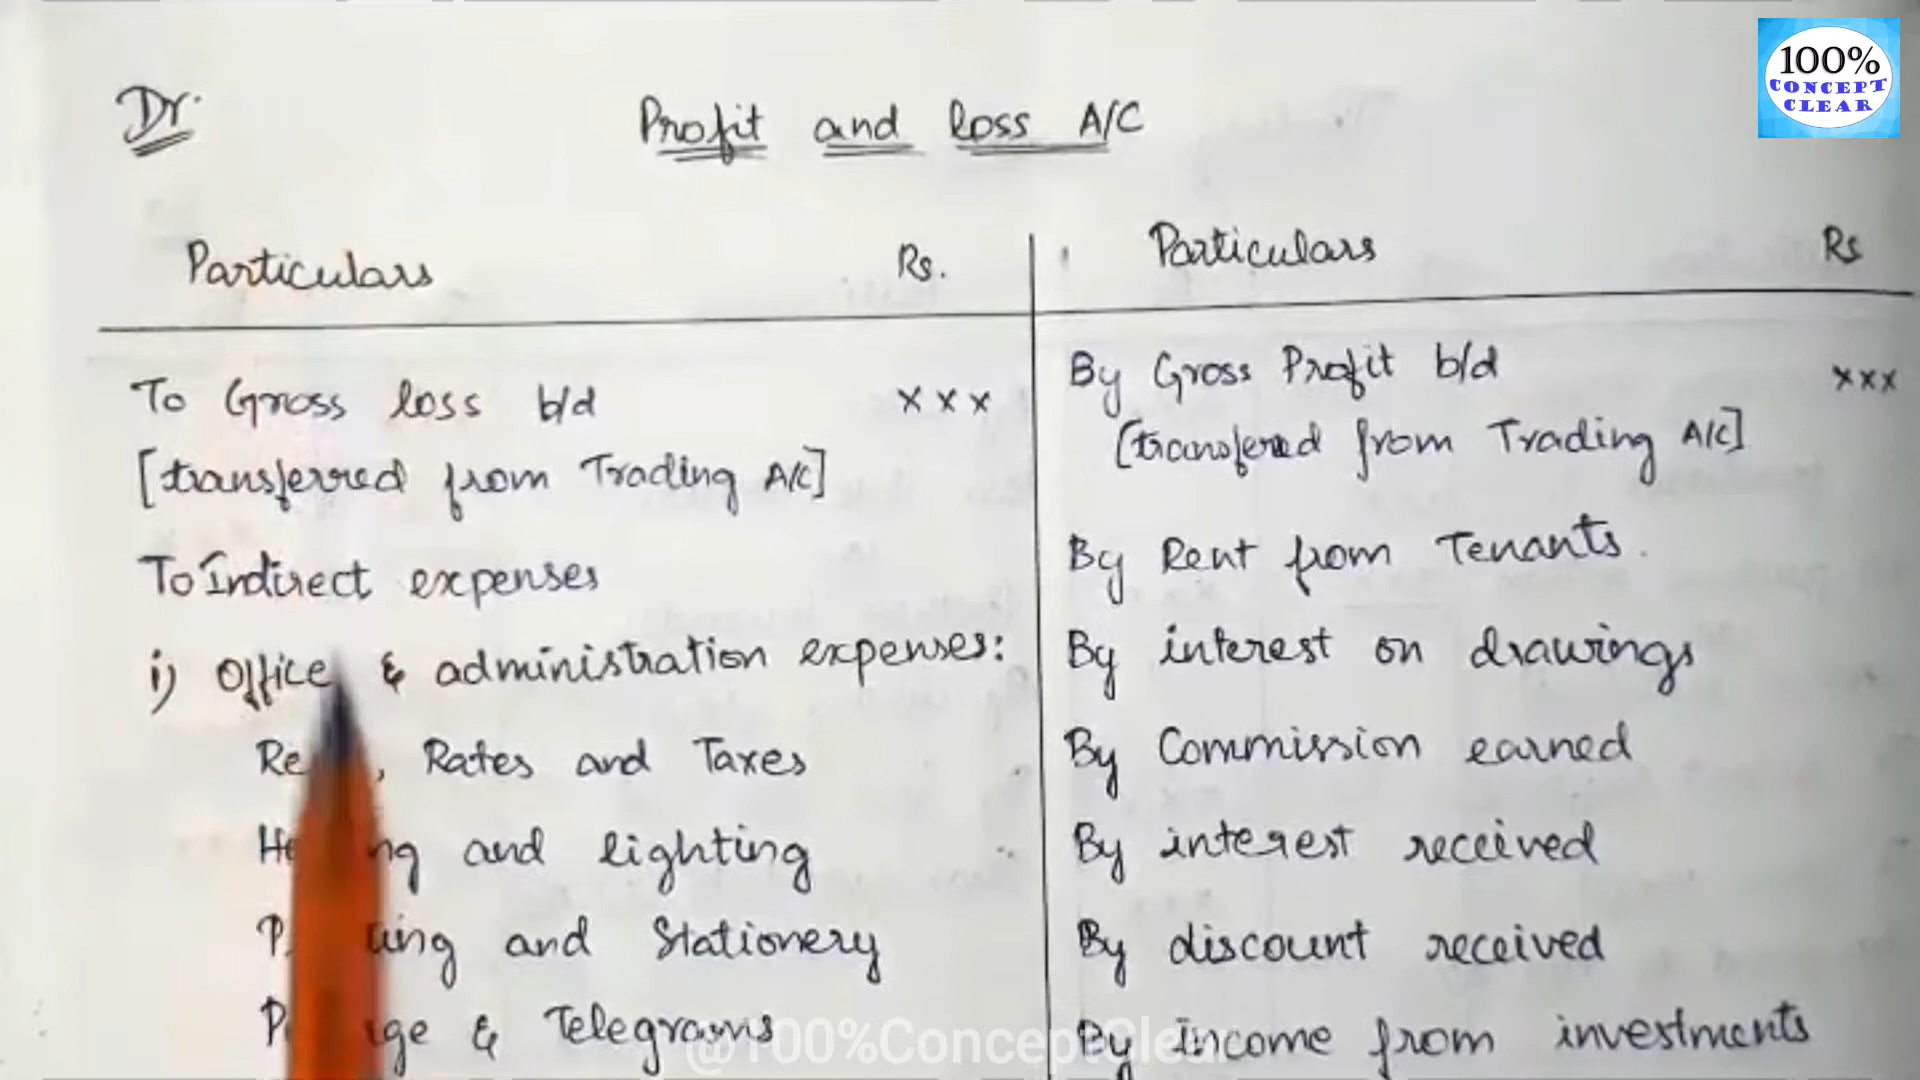 100%
CONCEPT
CLEAR
Dr.
Profit and loss A/C
Particulars Rs.
To Gross loss b/d xxx
[transferred from Trading A/C]
To Indirect expenses
i) Office & administration expenses:
Rates and Taxes
and lighting
and Stationery
& Telegrams
Particulars Rs
By Gross Profit b/d xxx
[transfered from Trading A/C]
By Rent from Tenants.
By interest on drawings
By Commission earned
By interest received
By discount received
By income from investments
@100%ConceptClear